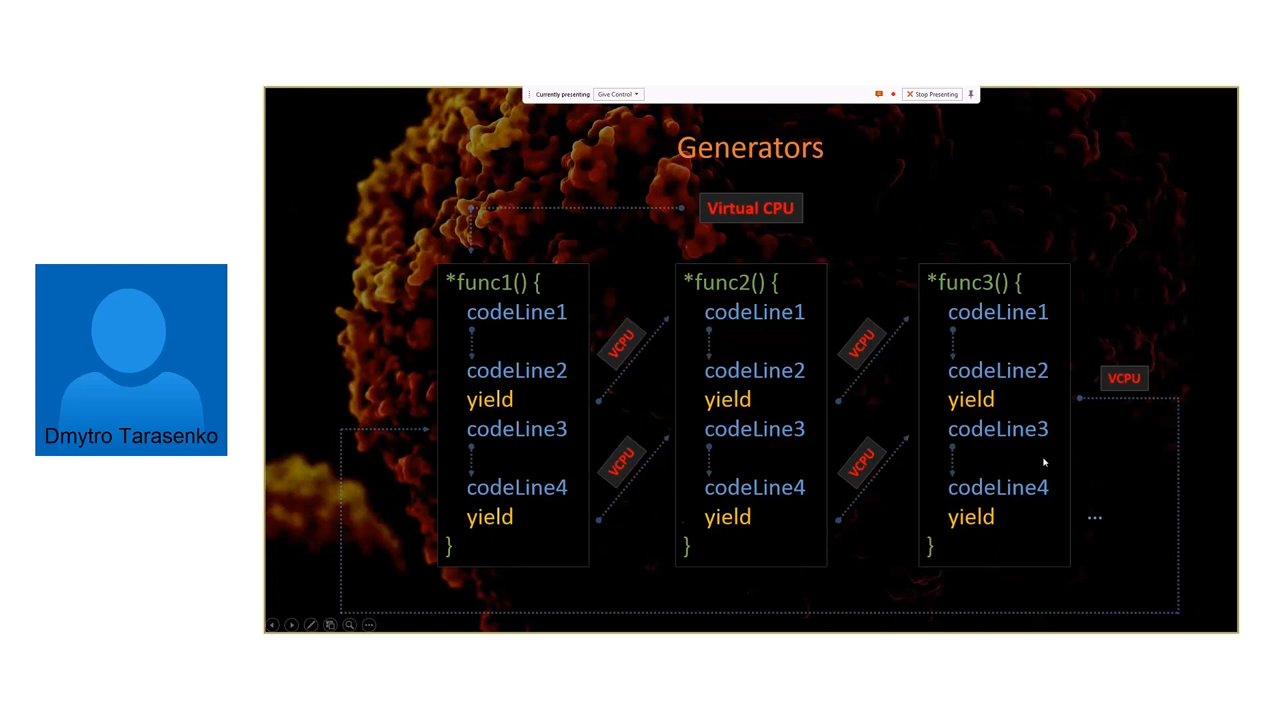 Currently presenting
Give Control
Stop Presenting
Generators
Virtual CPU
*func1() {
codeLine1
codeLine2
yield
codeLine3
codeLine4
yield
}
VCPU
VCPU
*func2() {
codeLine1
codeLine2
yield
codeLine3
codeLine4
yield
}
VCPU
VCPU
*func3() {
codeLine1
codeLine2
yield
codeLine3
codeLine4
yield
}
VCPU
...
Dmytro Tarasenko